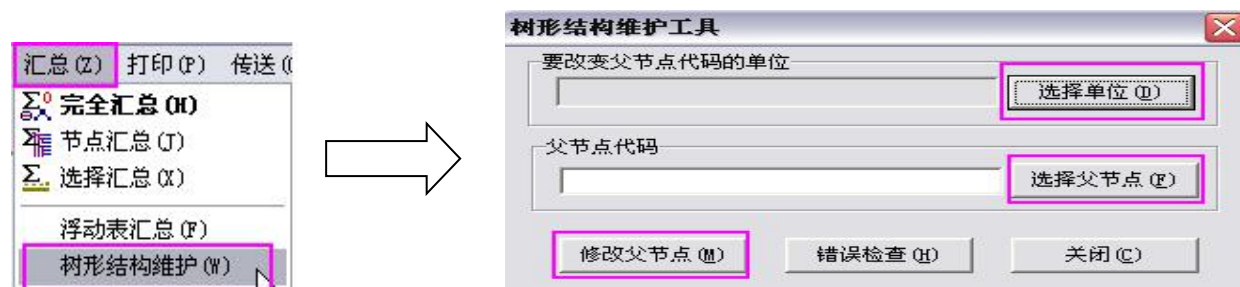 汇总(Z) 打印(P) 传送(
完全汇总(H)
节点汇总(J)
选择汇总(X)
浮动表汇总(F)
树形结构维护(W)
树形结构维护工具
要改变父节点代码的单位
选择单位(D)
父节点代码
选择父节点(F)
修改父节点(M) 错误检查(H) 关闭(C)